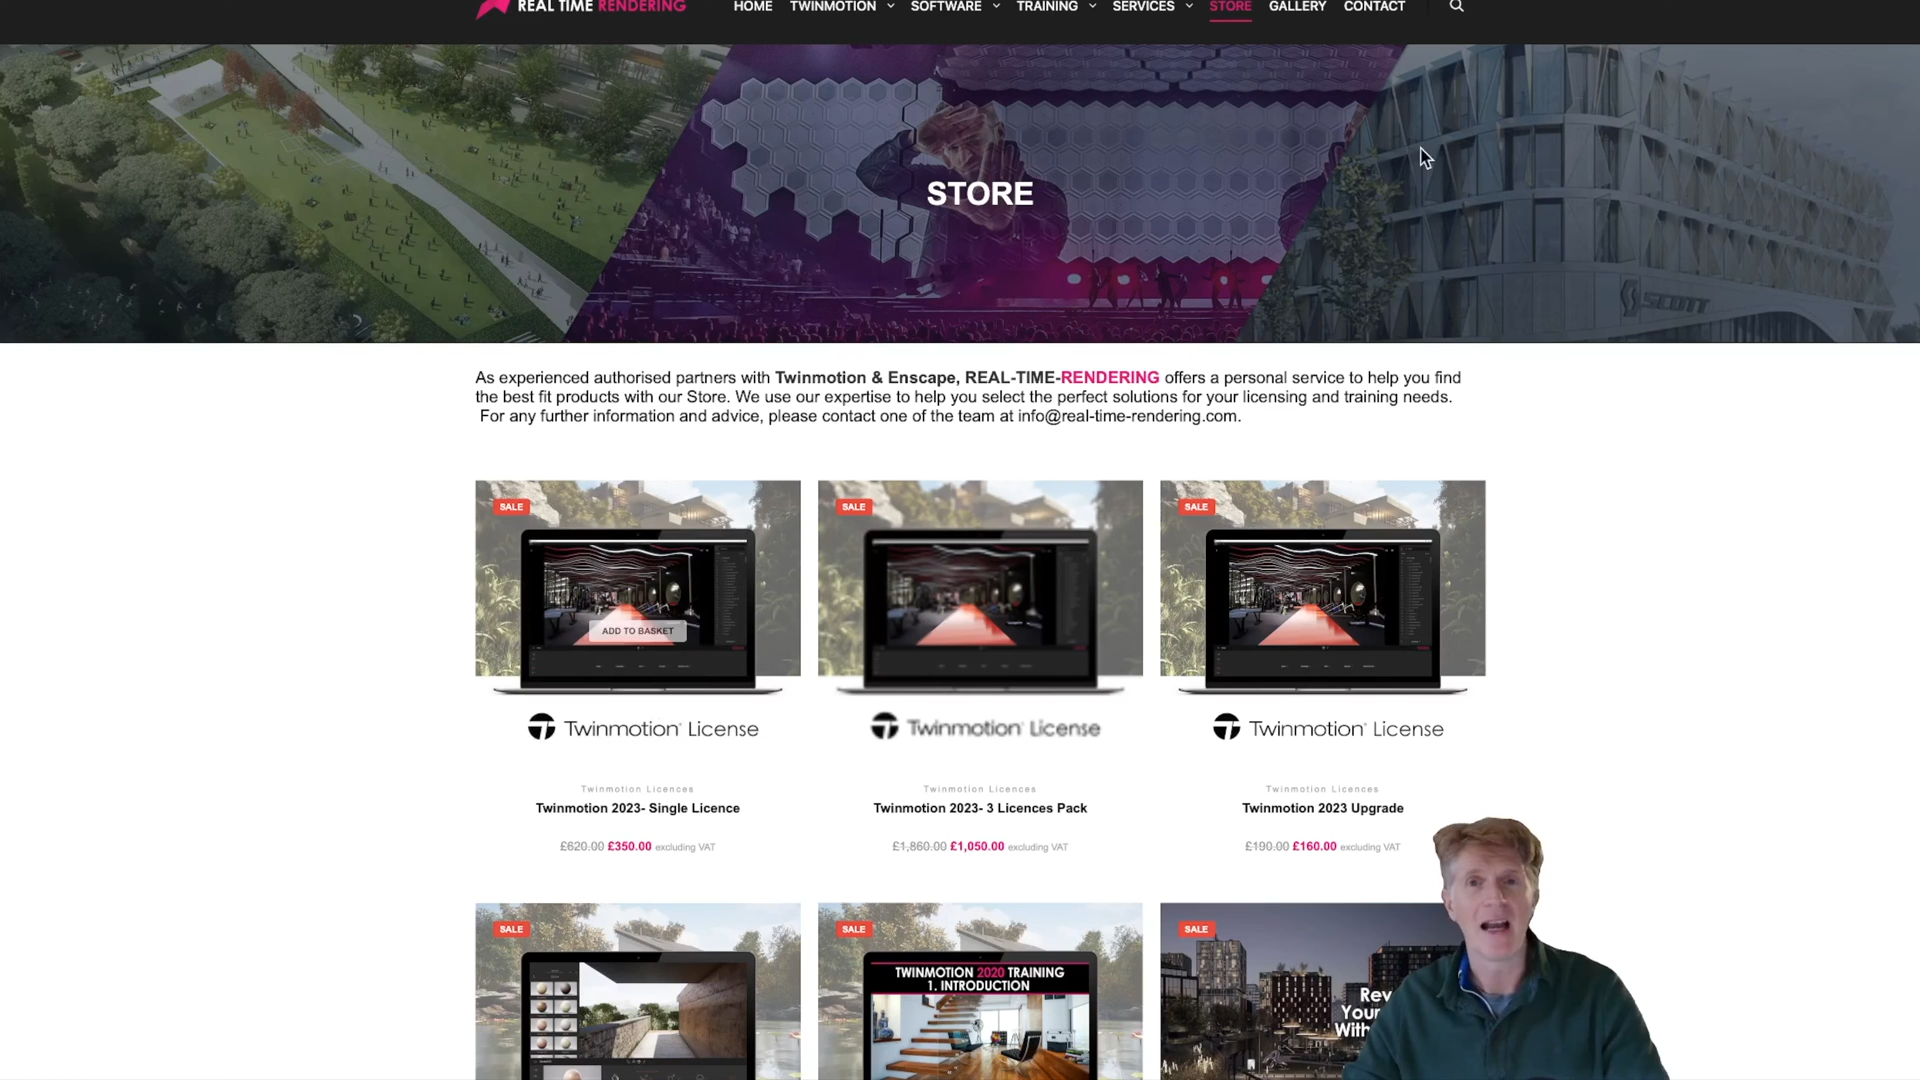 REAL TIME RENDERING
HOME TWINMOTION SOFTWARE TRAINING SERVICES STORE GALLERY CONTACT
STORE
SCOTT
As experienced authorised partners with Twinmotion & Enscape, REAL-TIME-RENDERING offers a personal service to help you find
the best fit products with our Store. We use our expertise to help you select the perfect solutions for your licensing and training needs.
For any further information and advice, please contact one of the team at info@real-time-rendering.com.
SALE
ADD TO BASKET
Twinmotion License
Twinmotion Licences
Twinmotion 2023- Single Licence
£620.00 £350.00 excluding VAT
SALE
Twinmotion License
Twinmotion Licences
Twinmotion 2023- 3 Licences Pack
£1,860.00 £1,050.00 excluding VAT
SALE
Twinmotion License
Twinmotion Licences
Twinmotion 2023 Upgrade
£190.00 £160.00 excluding VAT
SALE
SALE
TWINMOTION 2020 TRAINING
1. INTRODUCTION
SALE
Rev
Your
With